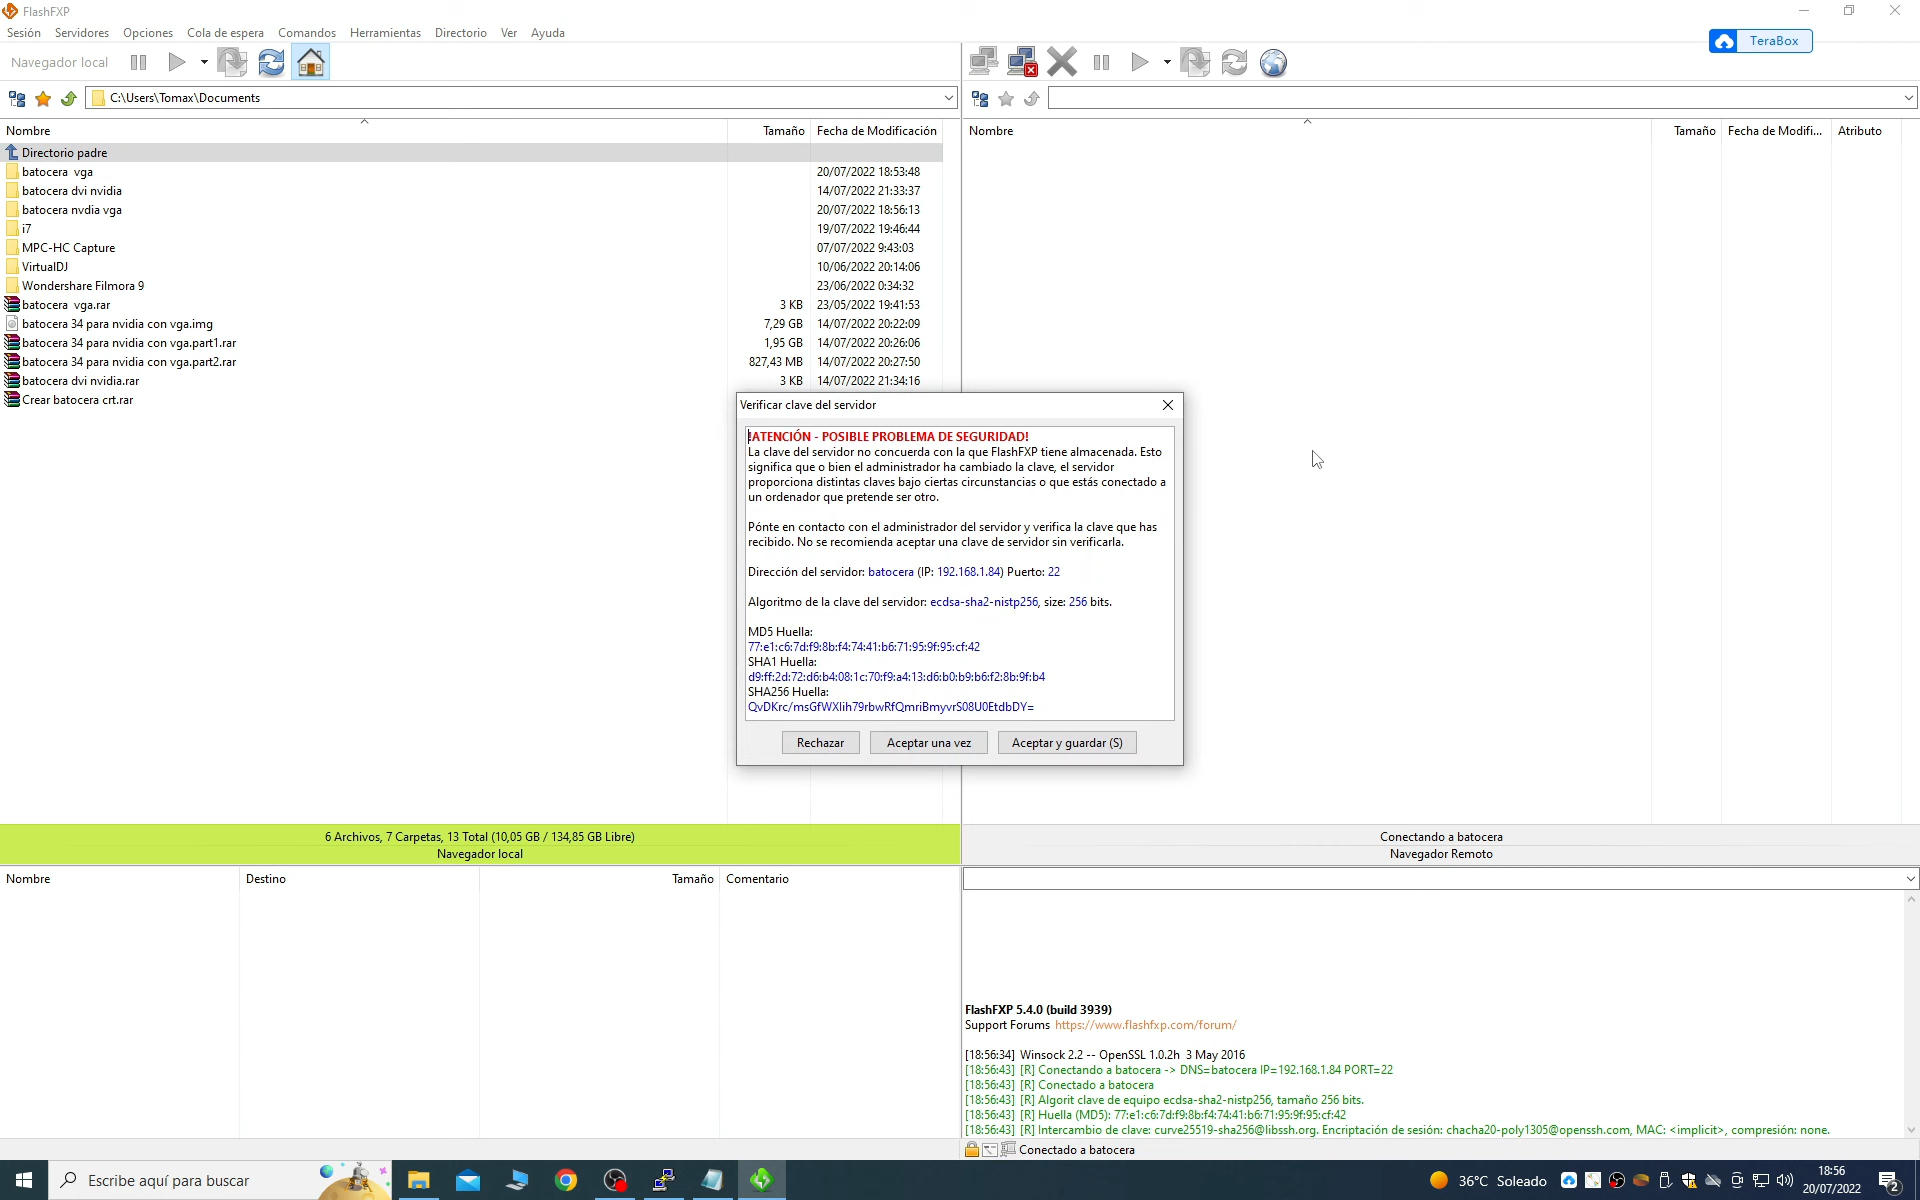 FlashFXP
Sesión Servidores Opciones Cola de espera Comandos Herramientas Directorio Ver Ayuda
TeraBox
Navegador local
C:\Users\Tomax\Documents
Nombre Tamaño Fecha de Modificación
Nombre Tamaño Fecha de Modifi... Atributo
Directorio padre
batocera vga 20/07/2022 18:53:48
batocera dvi nvidia 14/07/2022 21:33:37
batocera nvdia vga 20/07/2022 18:56:13
i7 19/07/2022 19:46:44
MPC-HC Capture 07/07/2022 9:43:03
VirtualDJ 10/06/2022 20:14:06
Wondershare Filmora 9 23/06/2022 0:34:32
batocera vga.rar 3 KB 23/05/2022 19:41:53
batocera 34 para nvidia con vga.img 7,29 GB 14/07/2022 20:22:09
batocera 34 para nvidia con vga.part1.rar 1,95 GB 14/07/2022 20:26:06
batocera 34 para nvidia con vga.part2.rar 827,43 MB 14/07/2022 20:27:50
batocera dvi nvidia.rar 3 KB 14/07/2022 21:34:16
Crear batocera crt.rar
Verificar clave del servidor
!ATENCIÓN - POSIBLE PROBLEMA DE SEGURIDAD!
La clave del servidor no concuerda con la que FlashFXP tiene almacenada. Esto
significa que o bien el administrador ha cambiado la clave, el servidor
proporciona distintas claves bajo ciertas circunstancias o que estás conectado a
un ordenador que pretende ser otro.
Pónte en contacto con el administrador del servidor y verifica la clave que has
recibido. No se recomienda aceptar una clave de servidor sin verificarla.
Dirección del servidor: batocera (IP: 192.168.1.84) Puerto: 22
Algoritmo de la clave del servidor: ecdsa-sha2-nistp256, size: 256 bits.
MD5 Huella:
77:e1:c6:7d:f9:8b:f4:74:41:b6:71:95:9f:95:cf:42
SHA1 Huella:
d9:ff:2d:72:d6:b4:08:1c:70:f9:a4:13:d6:b0:b9:b6:f2:8b:9f:b4
SHA256 Huella:
QvDKrc/msGfWXlih79rbwRfQmriBmyvrS08U0EtdbDY=
Rechazar Aceptar una vez Aceptar y guardar (S)
6 Archivos, 7 Carpetas, 13 Total (10,05 GB / 134,85 GB Libre)
Navegador local
Conectando a batocera
Navegador Remoto
Nombre Destino Tamaño Comentario
FlashFXP 5.4.0 (build 3939)
Support Forums https://www.flashfxp.com/forum/
[18:56:34] Winsock 2.2 -- OpenSSL 1.0.2h 3 May 2016
[18:56:43] [R] Conectando a batocera -> DNS=batocera IP=192.168.1.84 PORT=22
[18:56:43] [R] Conectado a batocera
[18:56:43] [R] Algorit clave de equipo ecdsa-sha2-nistp256, tamaño 256 bits.
[18:56:43] [R] Huella (MD5): 77:e1:c6:7d:f9:8b:f4:74:41:b6:71:95:9f:95:cf:42
[18:56:43] [R] Intercambio de clave: curve25519-sha256@libssh.org. Encriptación de sesión: chacha20-poly1305@openssh.com, MAC: <implicit>, compresión: none.
Conectado a batocera
Escribe aquí para buscar
36°C Soleado
18:56
20/07/2022
2